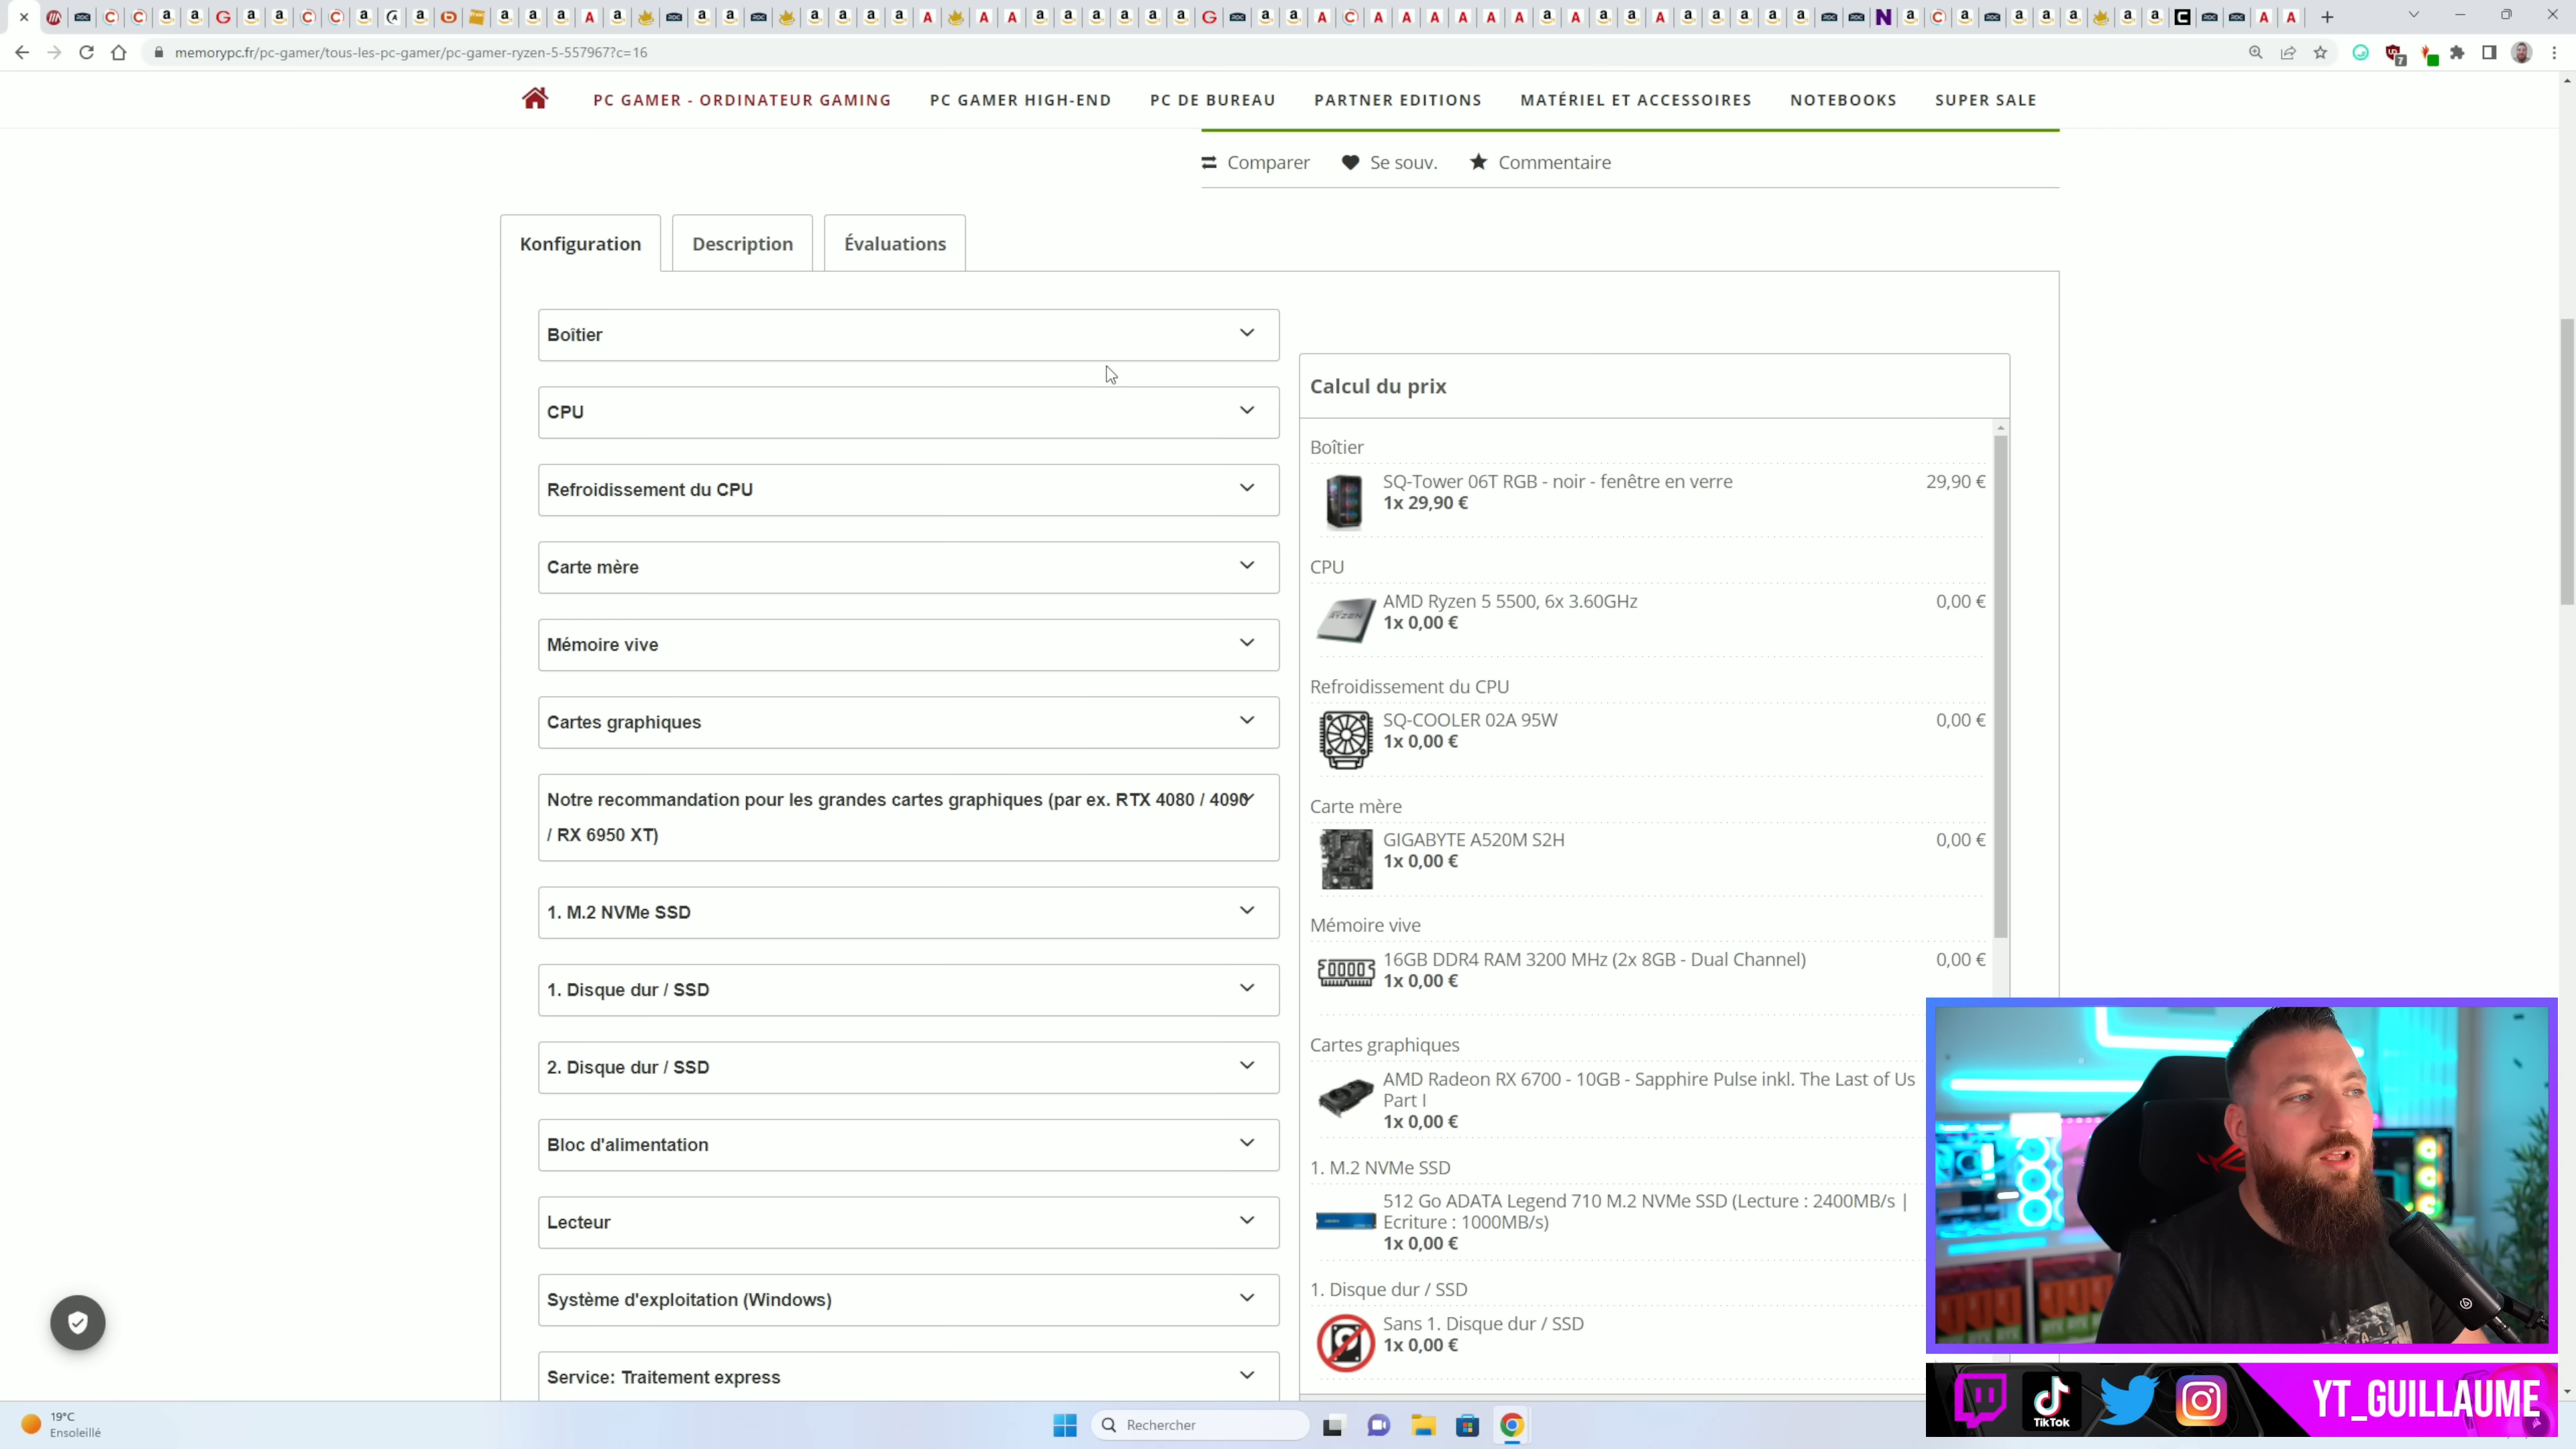 memorypc.fr/pc-gamer/tous-les-pc-gamer/pc-gamer-ryzen-5-557967?c=16
7
PC GAMER - ORDINATEUR GAMING
PC GAMER HIGH-END
PC DE BUREAU
PARTNER EDITIONS
MATÉRIEL ET ACCESSOIRES
NOTEBOOKS
SUPER SALE
Comparer
Se souv.
Commentaire
Konfiguration
Description
Évaluations
Boîtier
CPU
Refroidissement du CPU
Carte mère
Mémoire vive
Cartes graphiques
Notre recommandation pour les grandes cartes graphiques (par ex. RTX 4080 / 4090
/ RX 6950 XT)
1. M.2 NVMe SSD
1. Disque dur / SSD
2. Disque dur / SSD
Bloc d'alimentation
Lecteur
Système d'exploitation (Windows)
Service: Traitement express
Calcul du prix
Boîtier
SQ-Tower 06T RGB - noir - fenêtre en verre
29,90 €
1x 29,90 €
CPU
AMD Ryzen 5 5500, 6x 3.60GHz
0,00 €
1x 0,00 €
Refroidissement du CPU
SQ-COOLER 02A 95W
0,00 €
1x 0,00 €
Carte mère
GIGABYTE A520M S2H
0,00 €
1x 0,00 €
Mémoire vive
16GB DDR4 RAM 3200 MHz (2x 8GB - Dual Channel)
0,00 €
1x 0,00 €
Cartes graphiques
AMD Radeon RX 6700 - 10GB - Sapphire Pulse inkl. The Last of Us
Part I
1x 0,00 €
1. M.2 NVMe SSD
512 Go ADATA Legend 710 M.2 NVMe SSD (Lecture : 2400MB/s |
Ecriture : 1000MB/s)
1x 0,00 €
1. Disque dur / SSD
Sans 1. Disque dur / SSD
1x 0,00 €
TikTok
YT_GUILLAUME
19°C
Ensoleillé
Rechercher